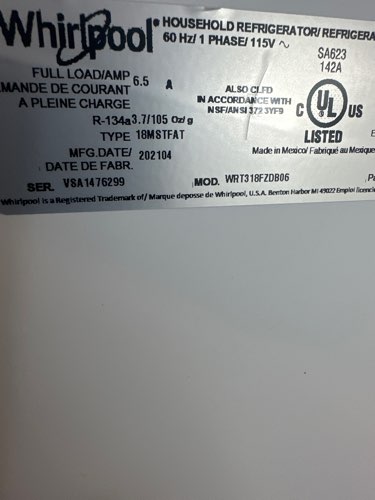 Whirlpool
HOUSEHOLD REFRIGERATOR/ REFRIGERA
60 Hz/ 1 PHASE/ 115V ∿
SA623
142A
FULL LOAD/AMP 6.5 A
MANDE DE COURANT
A PLEINE CHARGE
ALSO CLFD
IN ACCORDANCE WITH
NSF/ANSI 372 3YF9
C UL US
LISTED
R-134a 3.7/105 Oz/ g
TYPE 18MSTFAT
Made in Mexico/ Fabriqué au Mexique
MFG.DATE/ 202104
DATE DE FABR.
SER. VSA1476299
MOD. WRT318FZDB06
Whirlpool is a Registered Trademark of/ Marque deposee de Whirlpool, U.S.A. Benton Harbor MI 49022 Emploi licencie